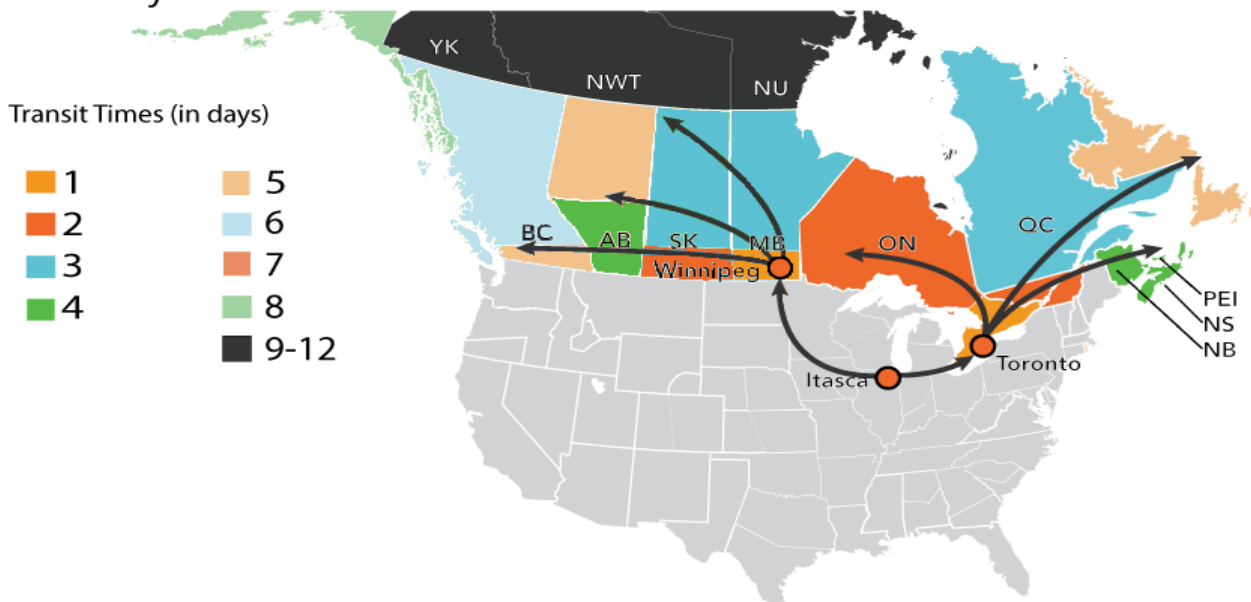 Transit Times (in days)
1 5
2 6
3 7
4 8
9-12
YK
NWT
NU
BC
AB
SK
MB
Winnipeg
ON
QC
PEI
NS
NB
Toronto
Itasca